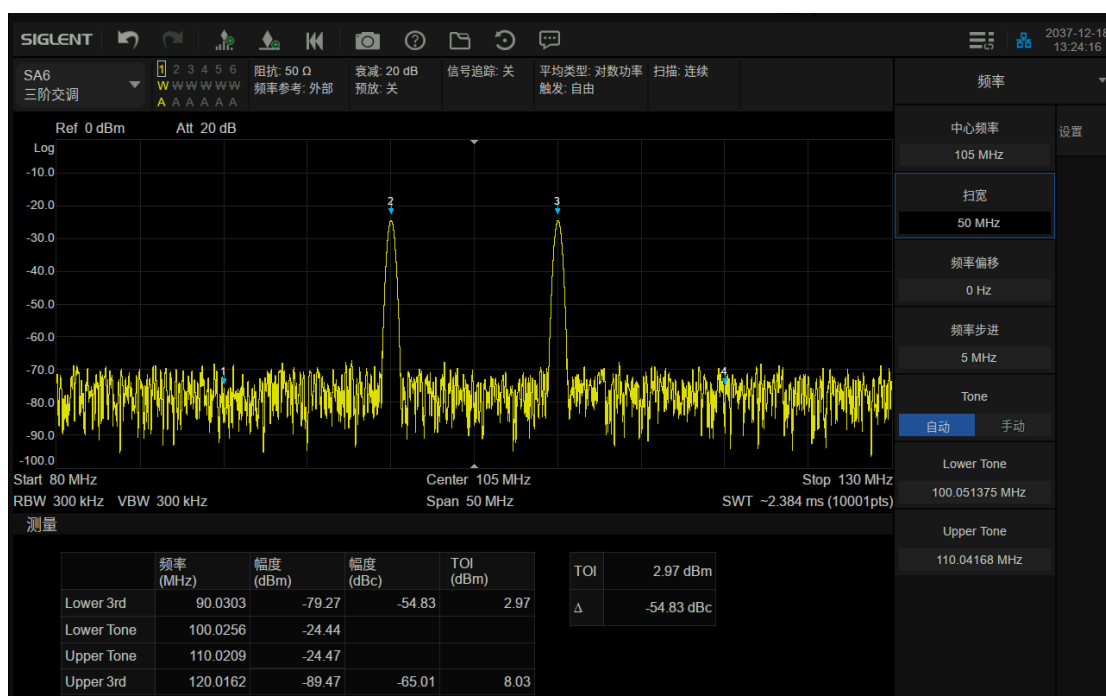 SIGLENT
2037-12-18
13:24:16
SA6
三阶交调
1 2 3 4 5 6
W W W W W W
A A A A A A
阻抗: 50 Ω
频率参考: 外部
衰减: 20 dB
预放: 关
信号追踪: 关
平均类型: 对数功率
触发: 自由
扫描: 连续
频率
Ref 0 dBm
Att 20 dB
Log
-10.0
-20.0
-30.0
-40.0
-50.0
-60.0
-70.0
-80.0
-90.0
-100.0
1
2
3
4
Start 80 MHz
Center 105 MHz
Stop 130 MHz
RBW 300 kHz VBW 300 kHz
Span 50 MHz
SWT ~2.384 ms (10001pts)
中心频率
105 MHz
设置
扫宽
50 MHz
频率偏移
0 Hz
频率步进
5 MHz
Tone
自动 手动
Lower Tone
100.051375 MHz
Upper Tone
110.04168 MHz
测量
频率 (MHz) 幅度 (dBm) 幅度 (dBc) TOI (dBm)
Lower 3rd 90.0303 -79.27 -54.83 2.97
Lower Tone 100.0256 -24.44
Upper Tone 110.0209 -24.47
Upper 3rd 120.0162 -89.47 -65.01 8.03
TOI 2.97 dBm
Δ -54.83 dBc